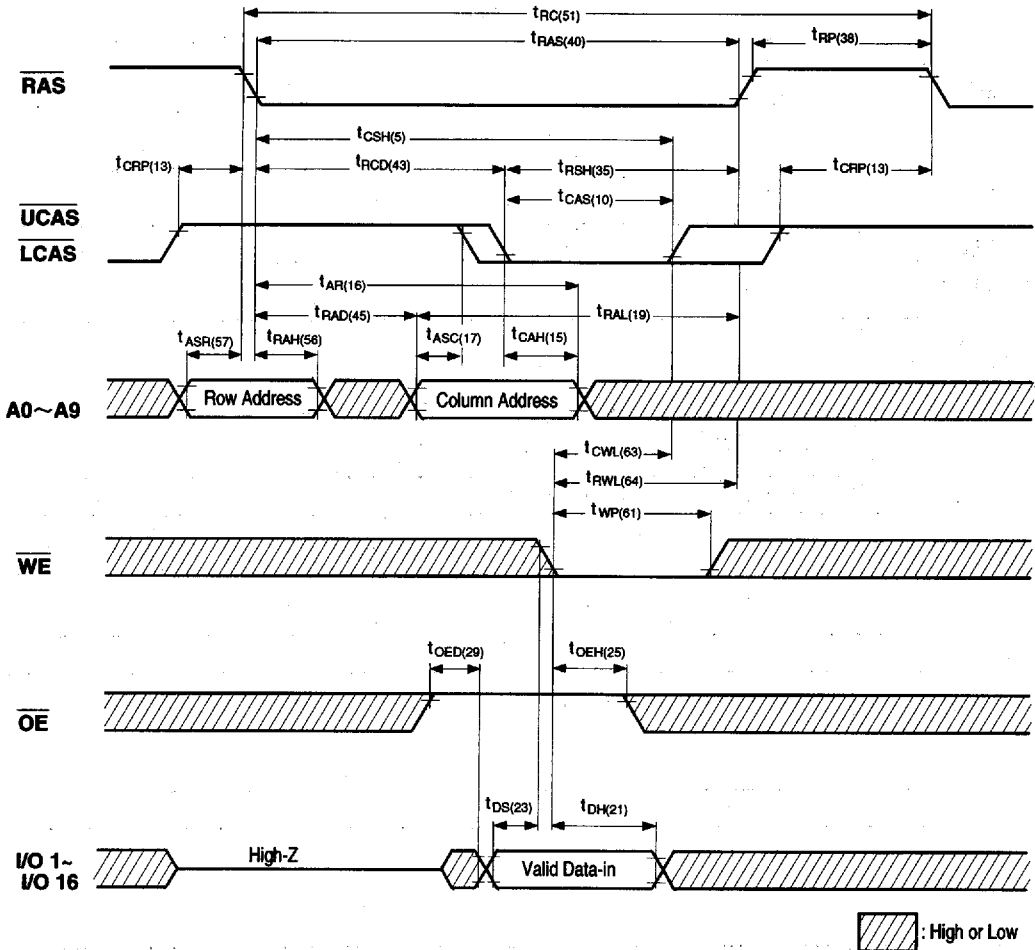 tRC(51)
tRAS(40)
tRP(38)
RAS
tCSH(5)
tCRP(13)
tRCD(43)
tRSH(35)
tCRP(13)
tCAS(10)
UCAS
LCAS
tAR(16)
tRAD(45)
tRAL(19)
tASR(57)
tRAH(56)
tASC(17)
tCAH(15)
A0~A9
Row Address
Column Address
tCWL(63)
tRWL(64)
tWP(61)
WE
tOED(29)
tOEH(25)
OE
tDS(23)
tDH(21)
I/O 1~
I/O 16
High-Z
Valid Data-in
: High or Low